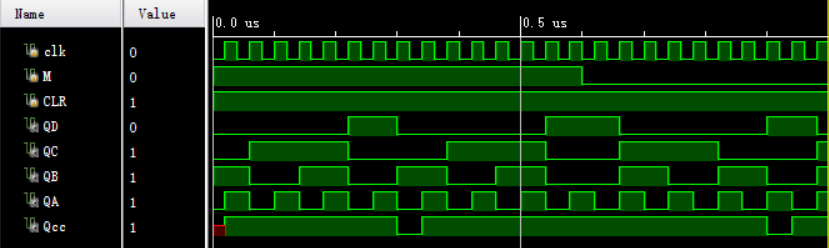 Name Value
0.0 us 0.5 us
clk 0
M 0
CLR 1
QD 0
QC 1
QB 1
QA 1
Qcc 1